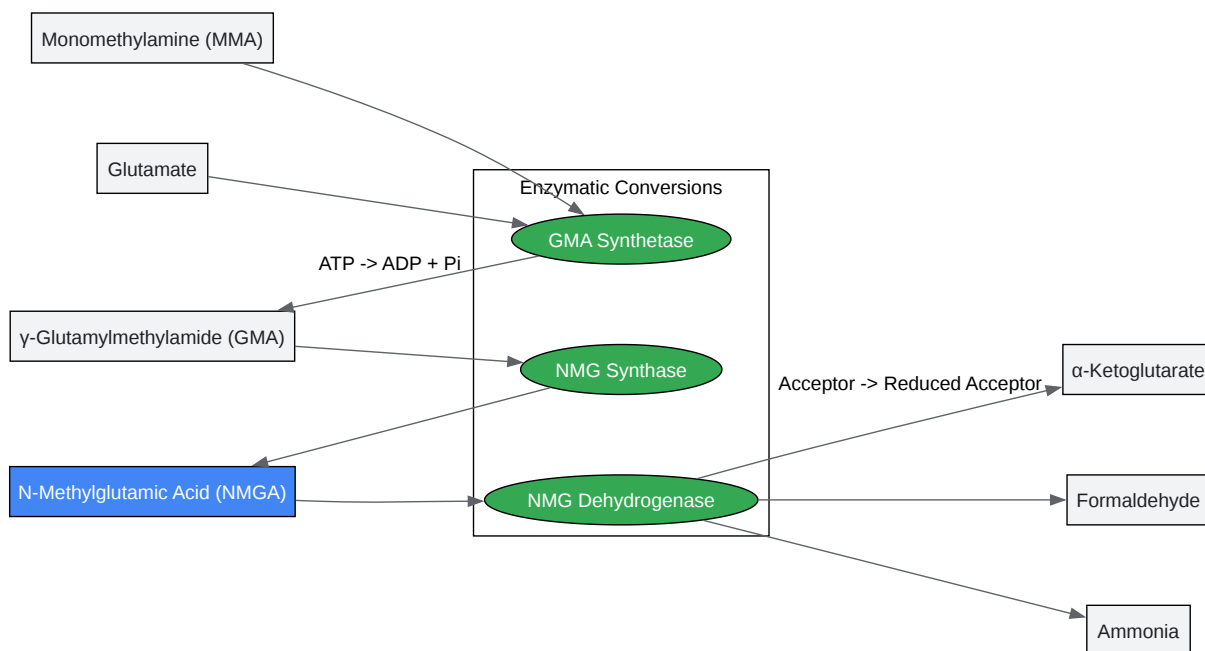 Monomethylamine (MMA)
Glutamate
Enzymatic Conversions
GMA Synthetase
ATP -> ADP + Pi
γ-Glutamylmethylamide (GMA)
NMG Synthase
α-Ketoglutarate
Acceptor -> Reduced Acceptor
N-Methylglutamic Acid (NMGA)
NMG Dehydrogenase
Formaldehyde
Ammonia